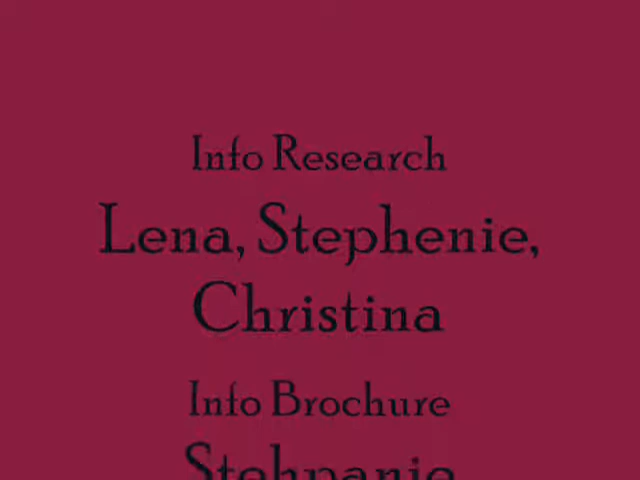 Info Research
Lena, Stephenie,
Christina
Info Brochure
Stehpanie